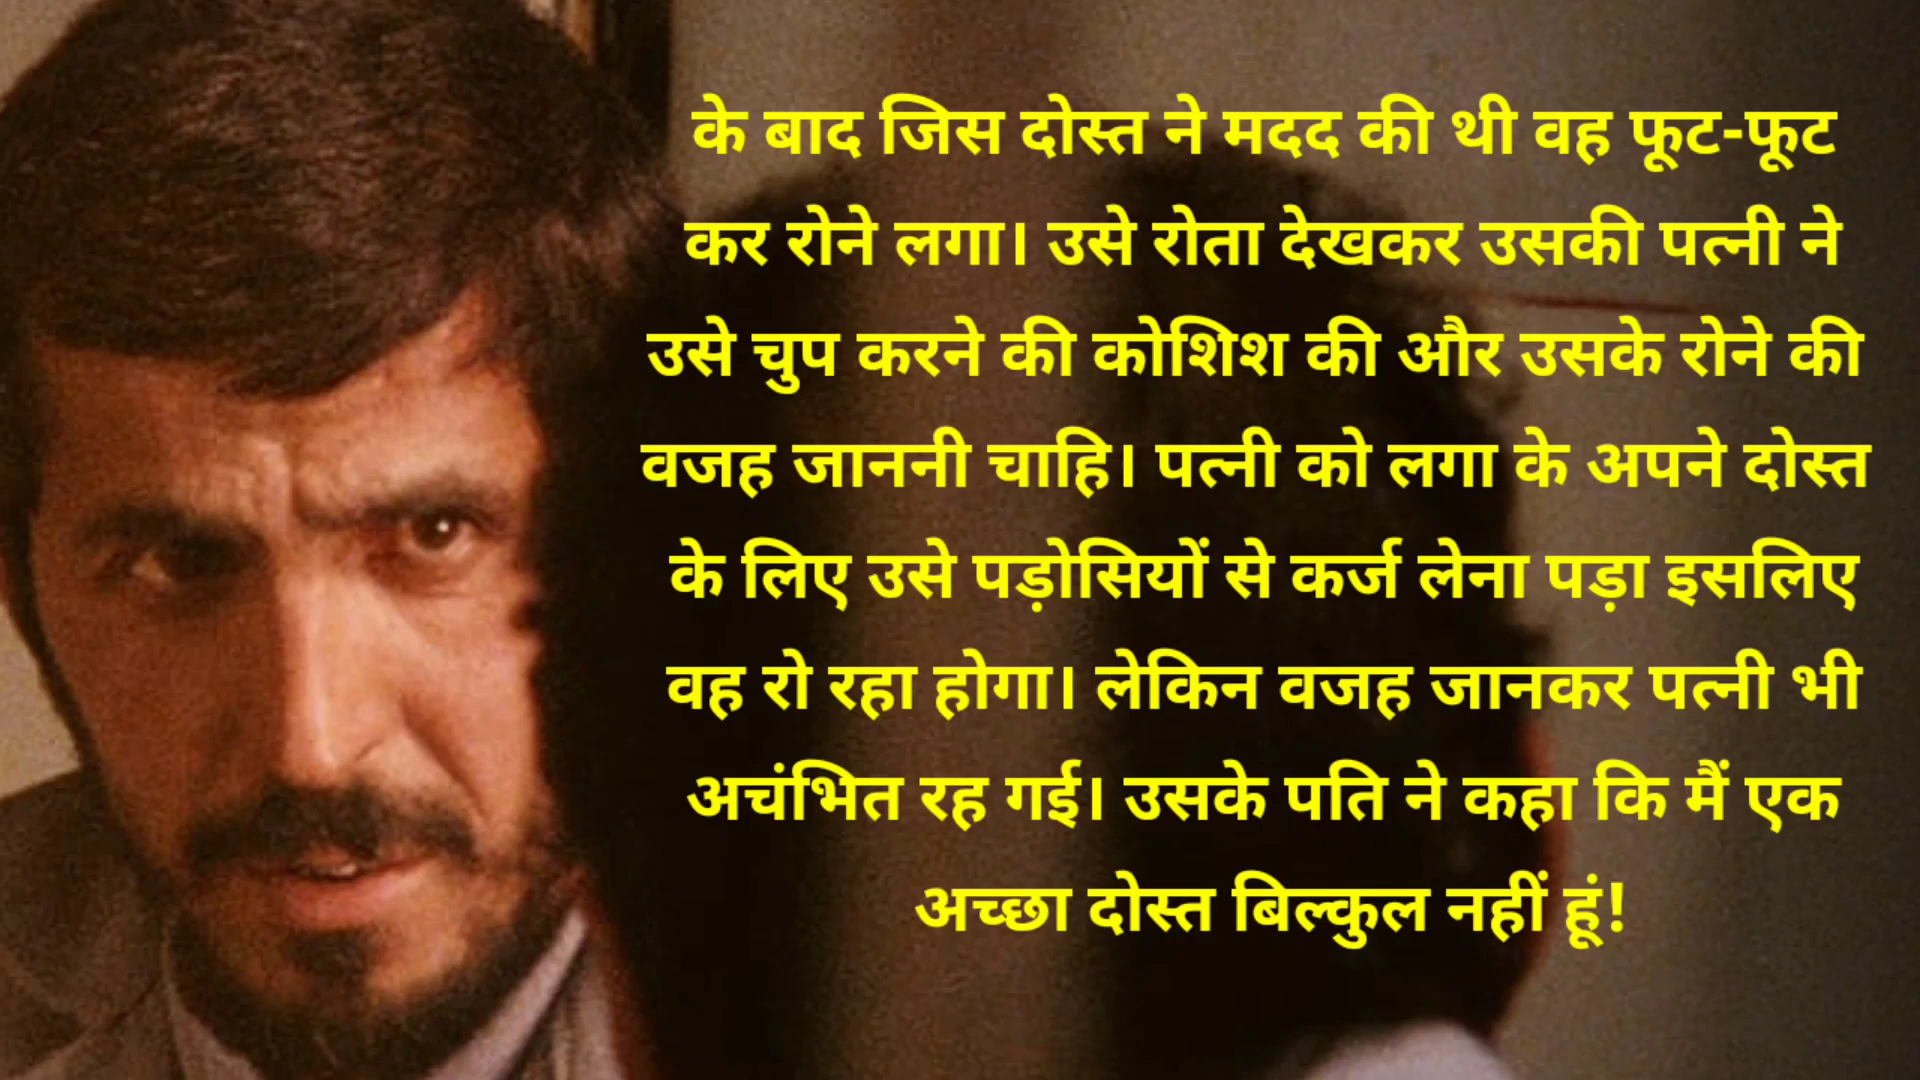 के बाद जिस दोस्त ने मदद की थी वह फूट-फूट
कर रोने लगा। उसे रोता देखकर उसकी पत्नी ने
उसे चुप करने की कोशिश की और उसके रोने की
वजह जाननी चाहि। पत्नी को लगा के अपने दोस्त
के लिए उसे पड़ोसियों से कर्ज लेना पड़ा इसलिए
वह रो रहा होगा। लेकिन वजह जानकर पत्नी भी
अचंभित रह गई। उसके पति ने कहा कि मैं एक
अच्छा दोस्त बिल्कुल नहीं हूं!